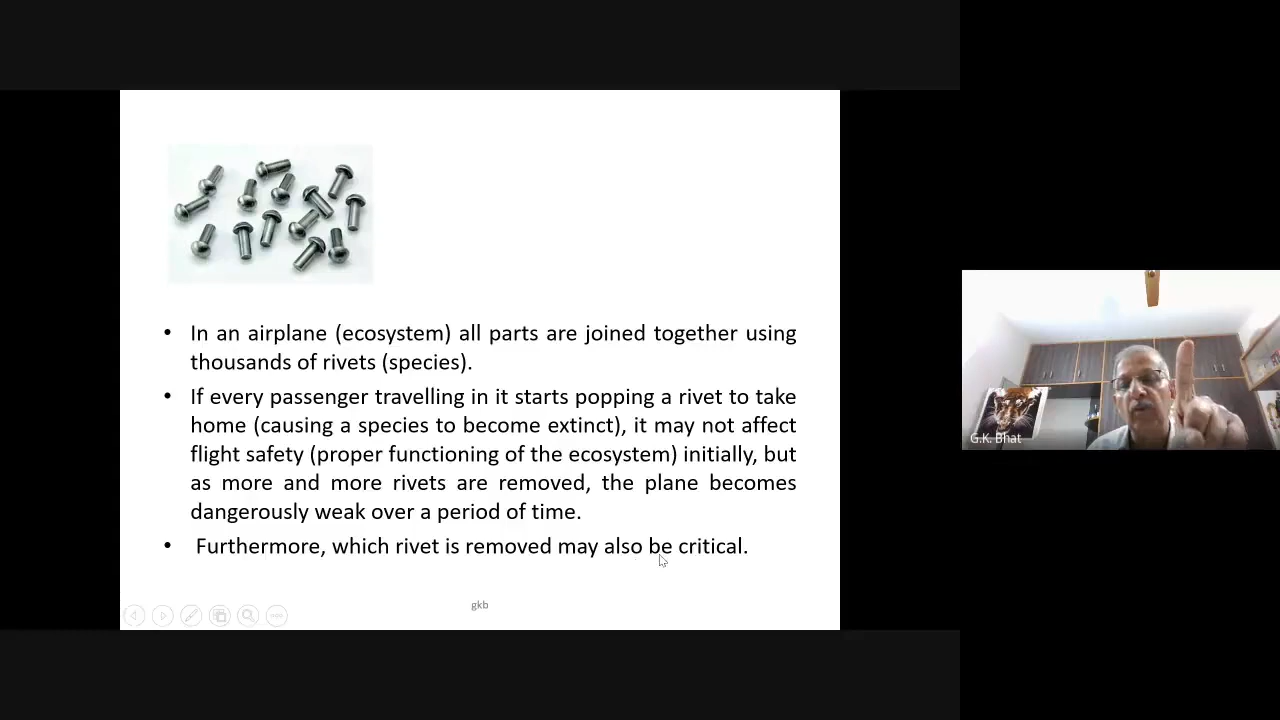 • In an airplane (ecosystem) all parts are joined together using
thousands of rivets (species).
• If every passenger travelling in it starts popping a rivet to take
home (causing a species to become extinct), it may not affect
flight safety (proper functioning of the ecosystem) initially, but
as more and more rivets are removed, the plane becomes
dangerously weak over a period of time.
• Furthermore, which rivet is removed may also be critical.
gkb
G.K. Bhat